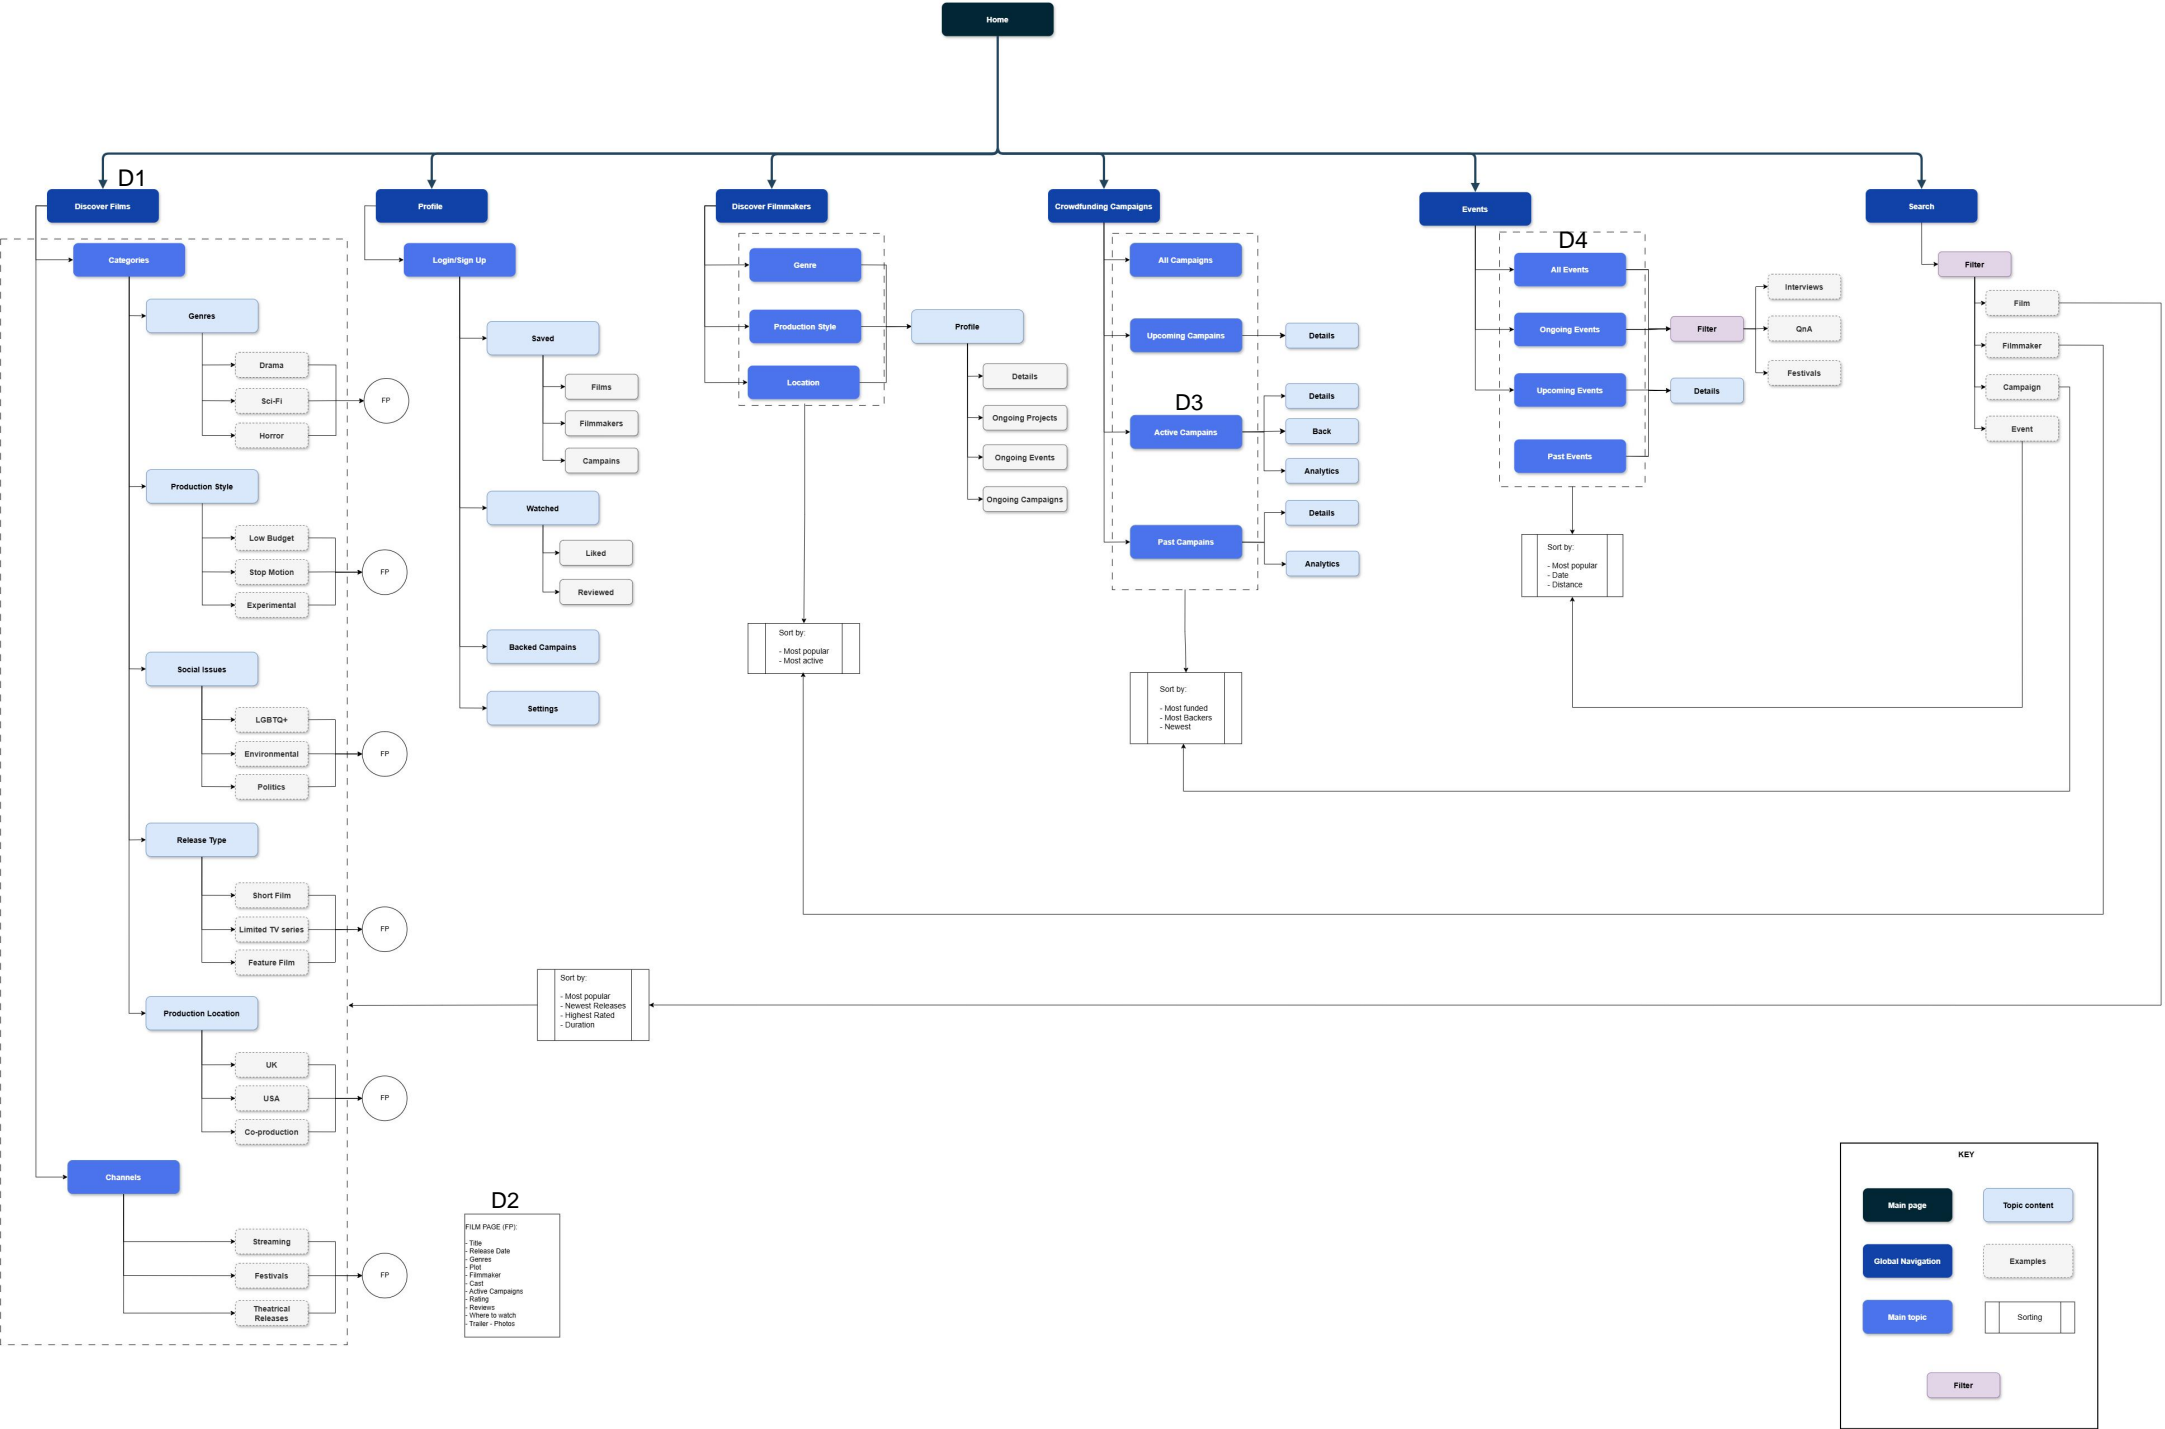 Home
D1
Discover Films
Profile
Discover Filmmakers
Crowdfunding Campaigns
Events
Search
Categories
Genres
Drama
Sci-Fi
Horror
FP
Production Style
Low Budget
Stop Motion
Experimental
FP
Social Issues
LGBTQ+
Environmental
Politics
FP
Release Type
Short Film
Limited TV series
Feature Film
FP
Production Location
UK
USA
Co-production
FP
Channels
Streaming
Festivals
Theatrical
Releases
FP
Login/Sign Up
Saved
Films
Filmmakers
Campains
Watched
Liked
Reviewed
Backed Campains
Settings
Sort by:
- Most popular
- Newest Releases
- Highest Rated
- Duration
D2
FILM PAGE (FP):
- Title
- Release Date
- Genres
- Plot
- Filmmaker
- Cast
- Active Campaigns
- Rating
- Reviews
- Where to watch
- Trailer - Photos
Genre
Production Style
Location
Profile
Details
Ongoing Projects
Ongoing Events
Ongoing Campaigns
Sort by:
- Most popular
- Most active
All Campaigns
Upcoming Campains
Details
D3
Active Campains
Details
Back
Analytics
Past Campains
Details
Analytics
Sort by:
- Most funded
- Most Backers
- Newest
D4
All Events
Ongoing Events
Upcoming Events
Past Events
Filter
Interviews
QnA
Festivals
Details
Sort by:
- Most popular
- Date
- Distance
Filter
Film
Filmmaker
Campaign
Event
KEY
Main page
Topic content
Global Navigation
Examples
Main topic
Sorting
Filter